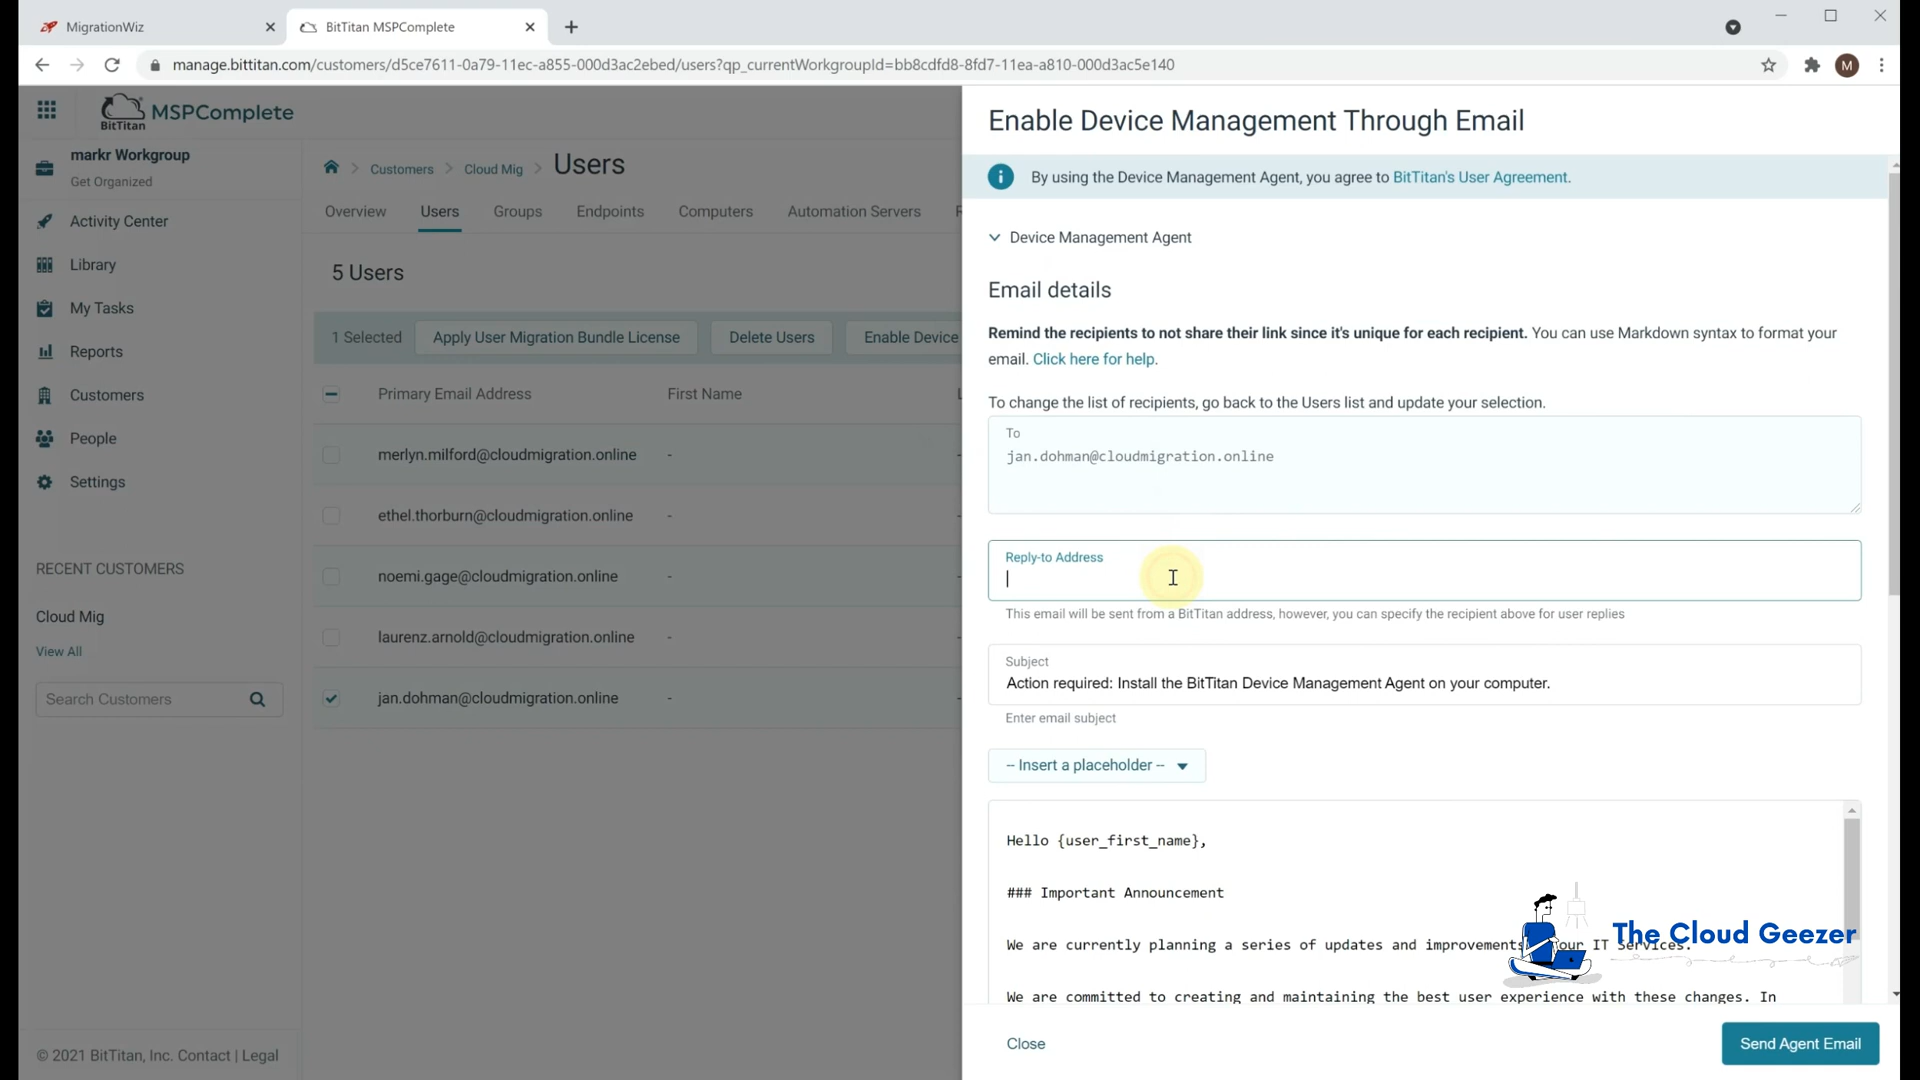 MigrationWiz
BitTitan MSPComplete
manage.bittitan.com/customers/d5ce7611-0a79-11ec-a855-000d3ac2ebed/users?qp_currentWorkgroupId=bb8cdfd8-8fd7-11ea-a810-000d3ac5e140
M
BitTitan MSPComplete
markr Workgroup
Get Organized
Activity Center
Library
My Tasks
Reports
Customers
People
Settings
RECENT CUSTOMERS
Cloud Mig
View All
Search Customers
© 2021 BitTitan, Inc. Contact | Legal
Customers > Cloud Mig > Users
Overview Users Groups Endpoints Computers Automation Servers
5 Users
1 Selected Apply User Migration Bundle License Delete Users Enable Device
Primary Email Address First Name
merlyn.milford@cloudmigration.online -
ethel.thorburn@cloudmigration.online -
noemi.gage@cloudmigration.online -
laurenz.arnold@cloudmigration.online -
jan.dohman@cloudmigration.online -
Enable Device Management Through Email
By using the Device Management Agent, you agree to BitTitan's User Agreement.
Device Management Agent
Email details
Remind the recipients to not share their link since it's unique for each recipient. You can use Markdown syntax to format your
email. Click here for help.
To change the list of recipients, go back to the Users list and update your selection.
To
jan.dohman@cloudmigration.online
Reply-to Address
This email will be sent from a BitTitan address, however, you can specify the recipient above for user replies
Subject
Action required: Install the BitTitan Device Management Agent on your computer.
Enter email subject
-- Insert a placeholder --
Hello {user_first_name},
### Important Announcement
We are currently planning a series of updates and improvements our IT Services.
We are committed to creating and maintaining the best user experience with these changes. In
The Cloud Geezer
Close
Send Agent Email